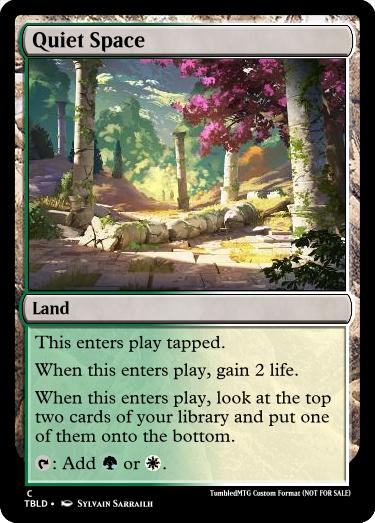 Quiet Space
Land
This enters play tapped.
When this enters play, gain 2 life.
When this enters play, look at the top
two cards of your library and put one
of them onto the bottom.
: Add or .
C
TBLD • Sylvain Sarrailh
TumbledMTG Custom Format (NOT FOR SALE)